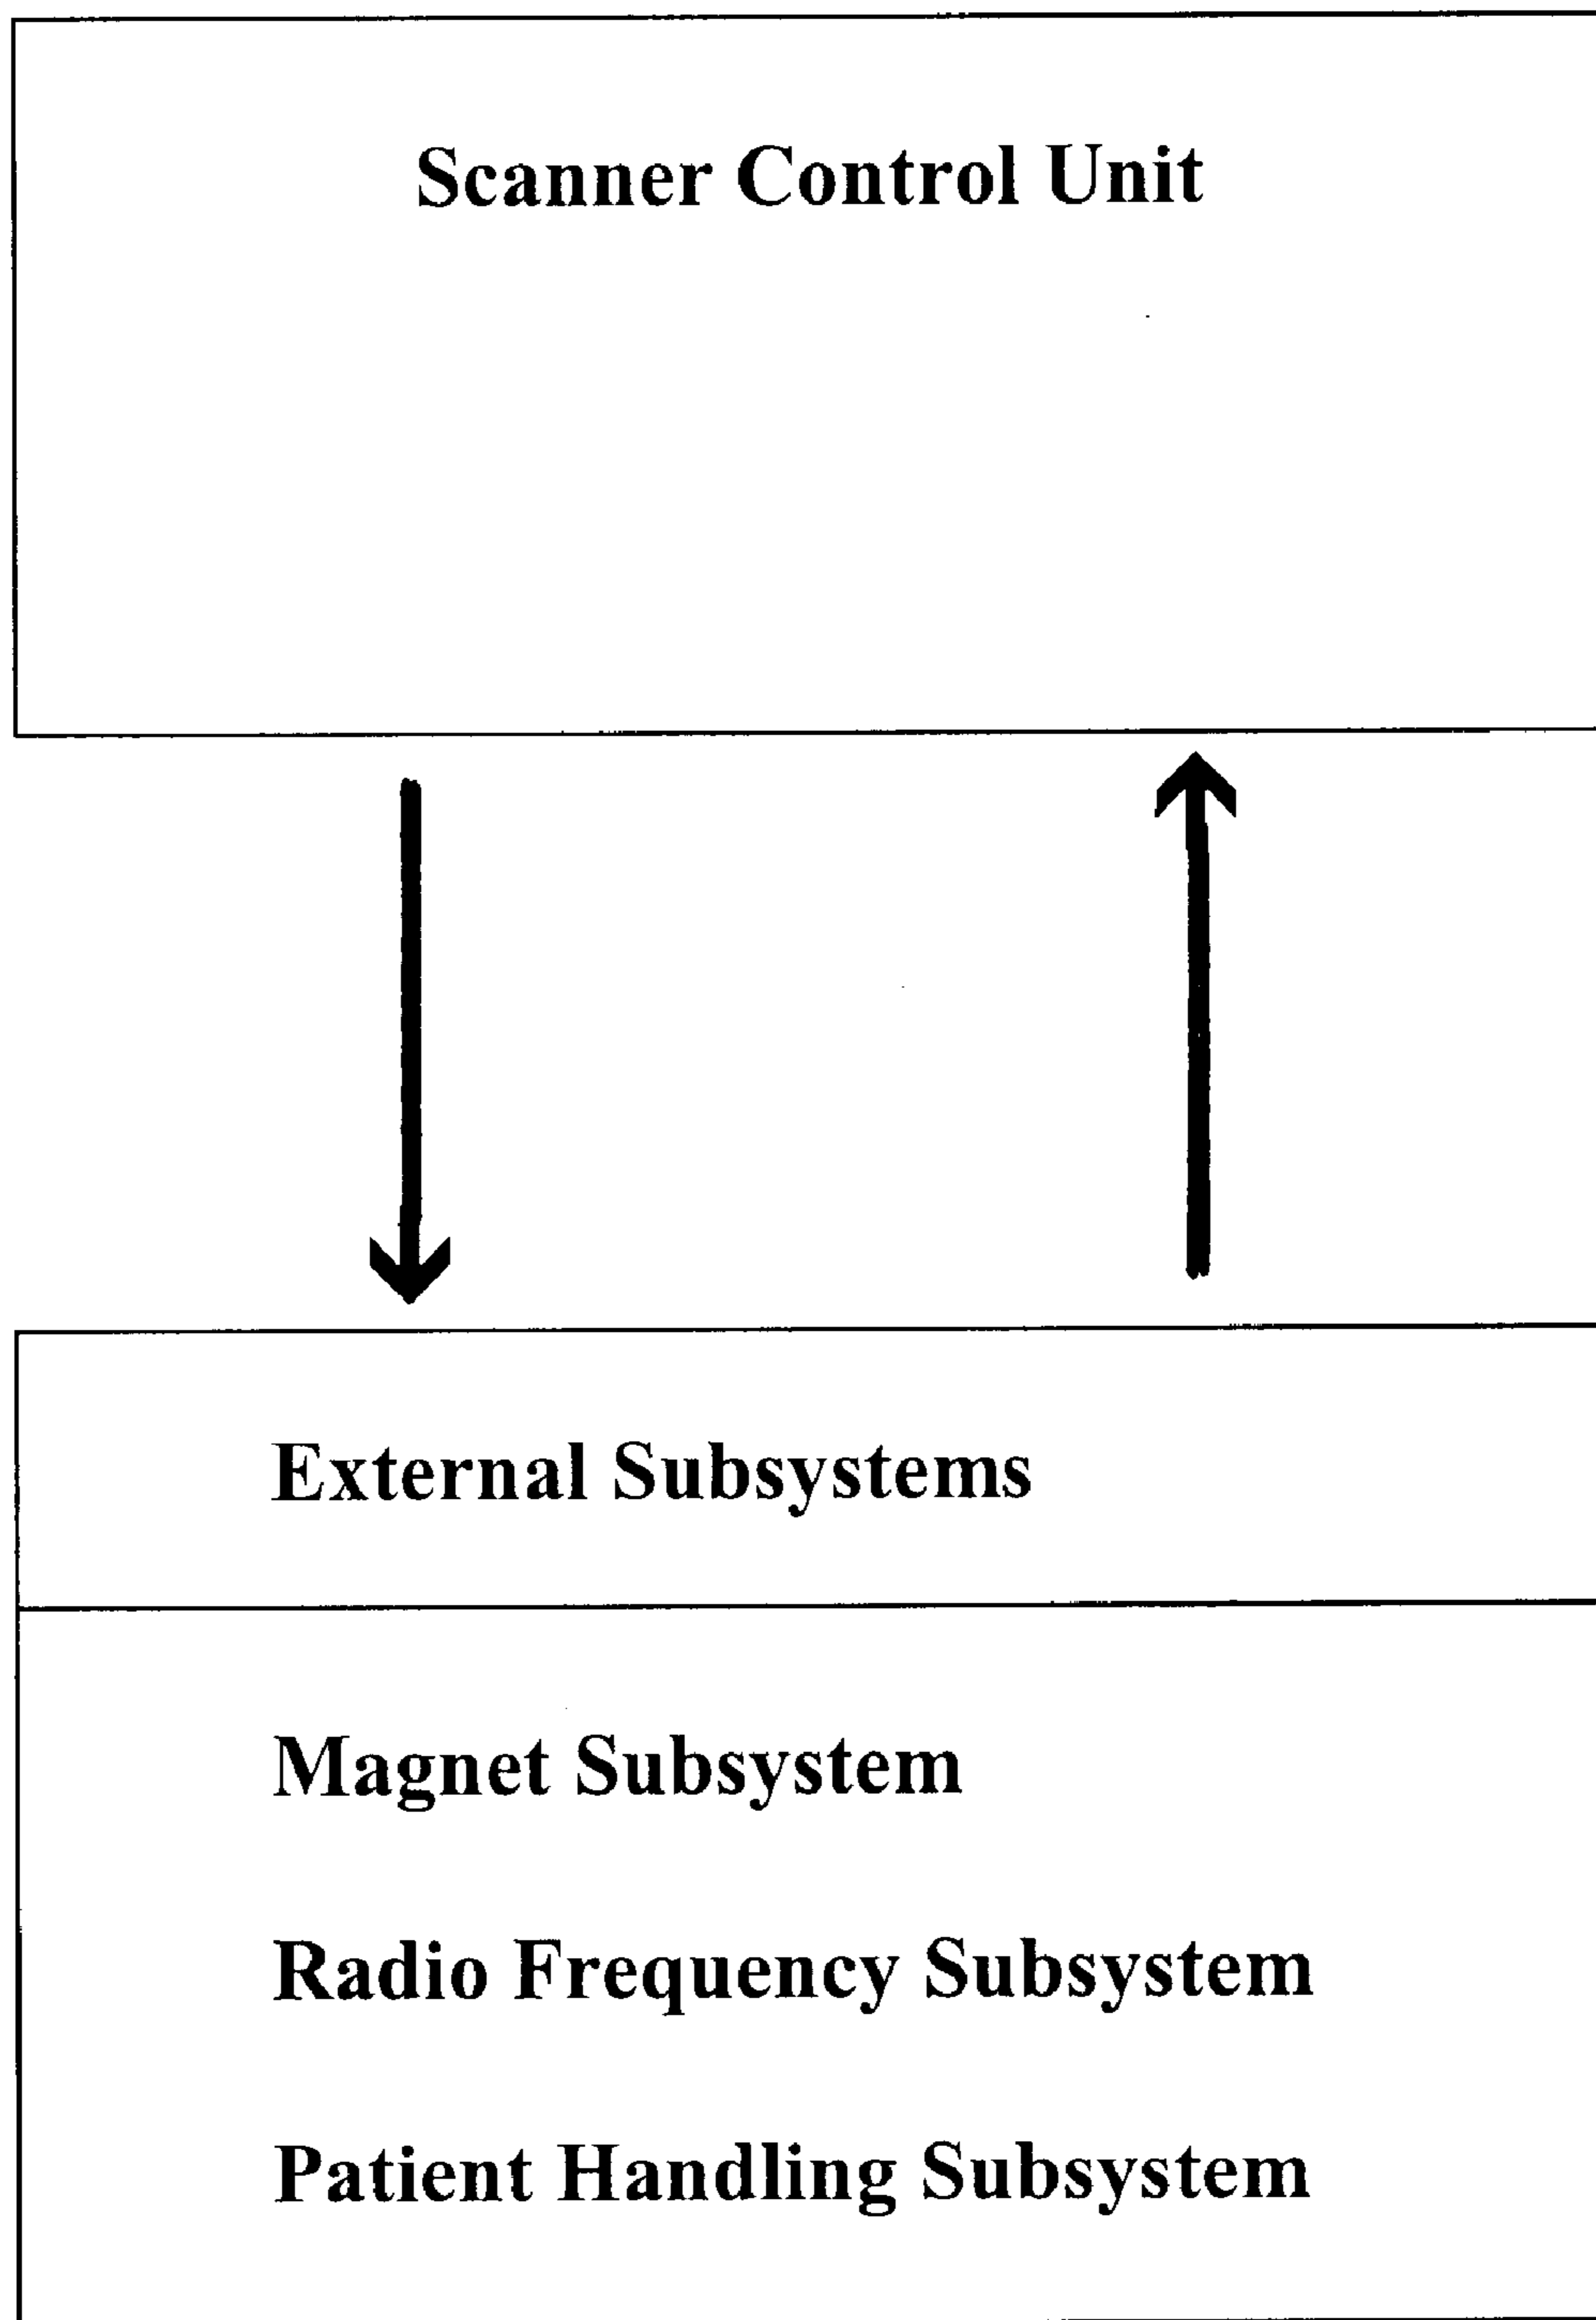 Scanner Control Unit
External Subsystems
Magnet Subsystem
Radio Frequency Subsystem
Patient Handling Subsystem